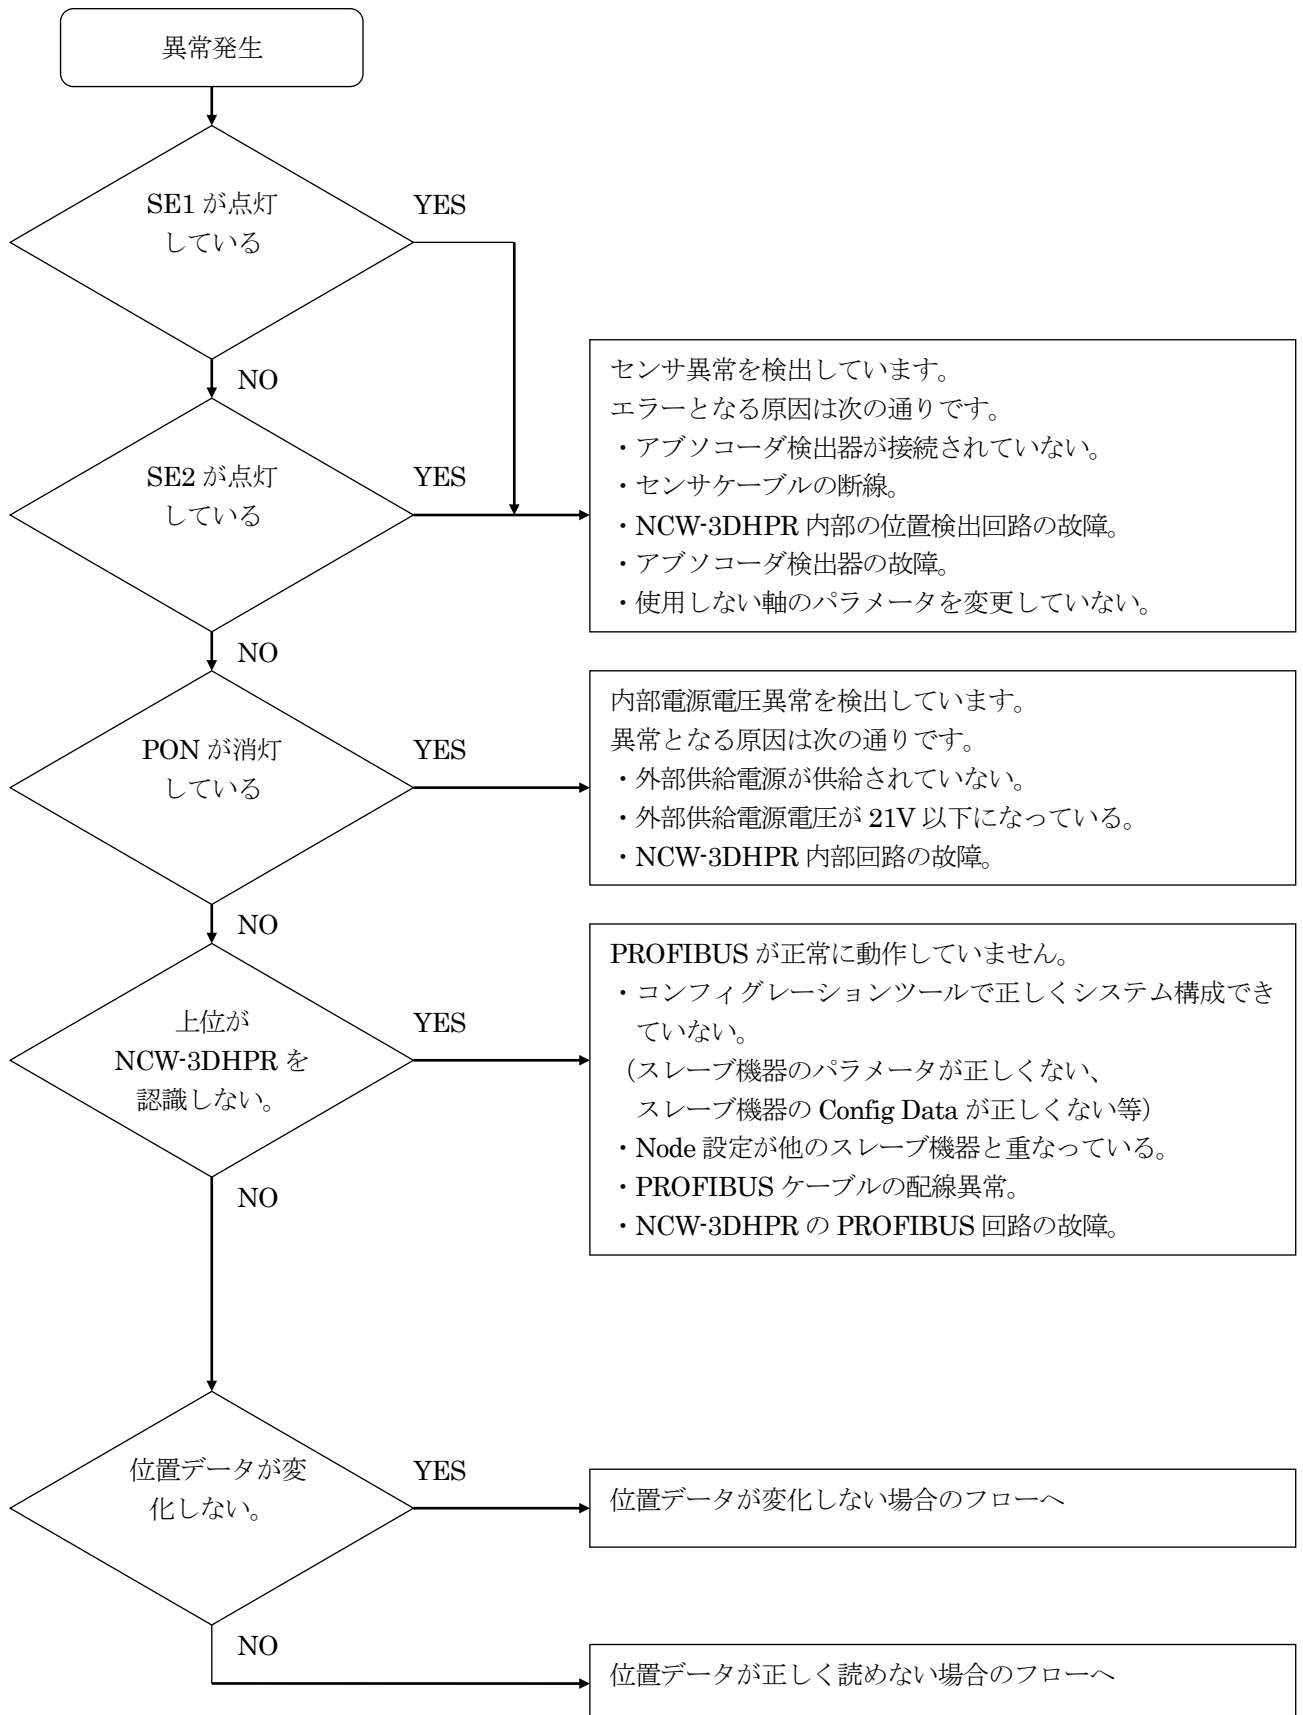 異常発生
SE1 が点灯
している
YES
NO
SE2 が点灯
している
YES
センサ異常を検出しています。
エラーとなる原因は次の通りです。
・アブソコーダ検出器が接続されていない。
・センサケーブルの断線。
・NCW-3DHPR 内部の位置検出回路の故障。
・アブソコーダ検出器の故障。
・使用しない軸のパラメータを変更していない。
NO
PON が消灯
している
YES
内部電源電圧異常を検出しています。
異常となる原因は次の通りです。
・外部供給電源が供給されていない。
・外部供給電源電圧が 21V 以下になっている。
・NCW-3DHPR 内部回路の故障。
NO
上位が
NCW-3DHPR を
認識しない。
YES
PROFIBUS が正常に動作していません。
・コンフィグレーションツールで正しくシステム構成でき
ていない。
（スレーブ機器のパラメータが正しくない、
スレーブ機器の Config Data が正しくない等）
・Node 設定が他のスレーブ機器と重なっている。
・PROFIBUS ケーブルの配線異常。
・NCW-3DHPR の PROFIBUS 回路の故障。
NO
位置データが変
化しない。
YES
位置データが変化しない場合のフローへ
NO
位置データが正しく読めない場合のフローへ